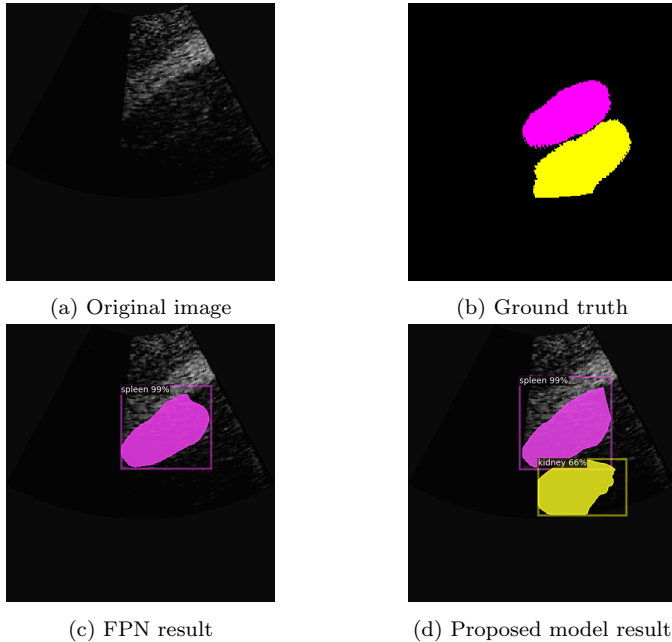 (a) Original image
(b) Ground truth
spleen 99%
spleen 99%
kidney 66%
(c) FPN result
(d) Proposed model result